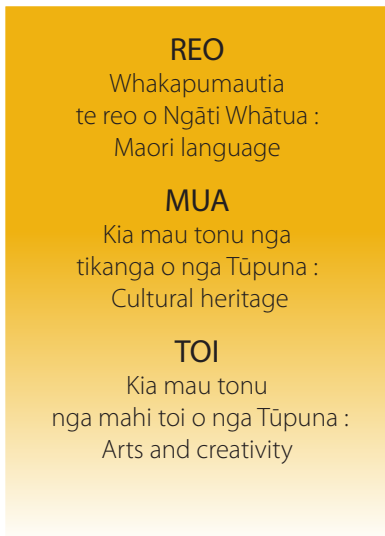 REO
Whakapumautia
te reo o Ngāti Whātua :
Maori language
MUA
Kia mau tonu nga
tikanga o nga Tūpuna :
Cultural heritage
TOI
Kia mau tonu
nga mahi toi o nga Tūpuna :
Arts and creativity